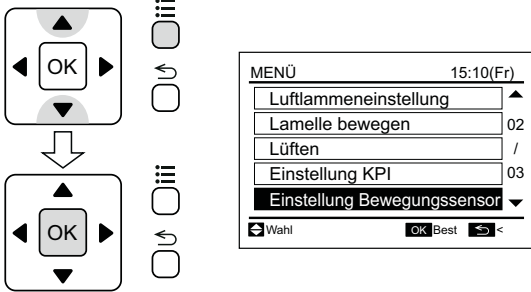 OK
OK
MENÜ 15:10(Fr)
Luftlammeneinstellung
Lamelle bewegen 02
Lüften /
Einstellung KPI 03
Einstellung Bewegungssensor
Wahl OK Best <